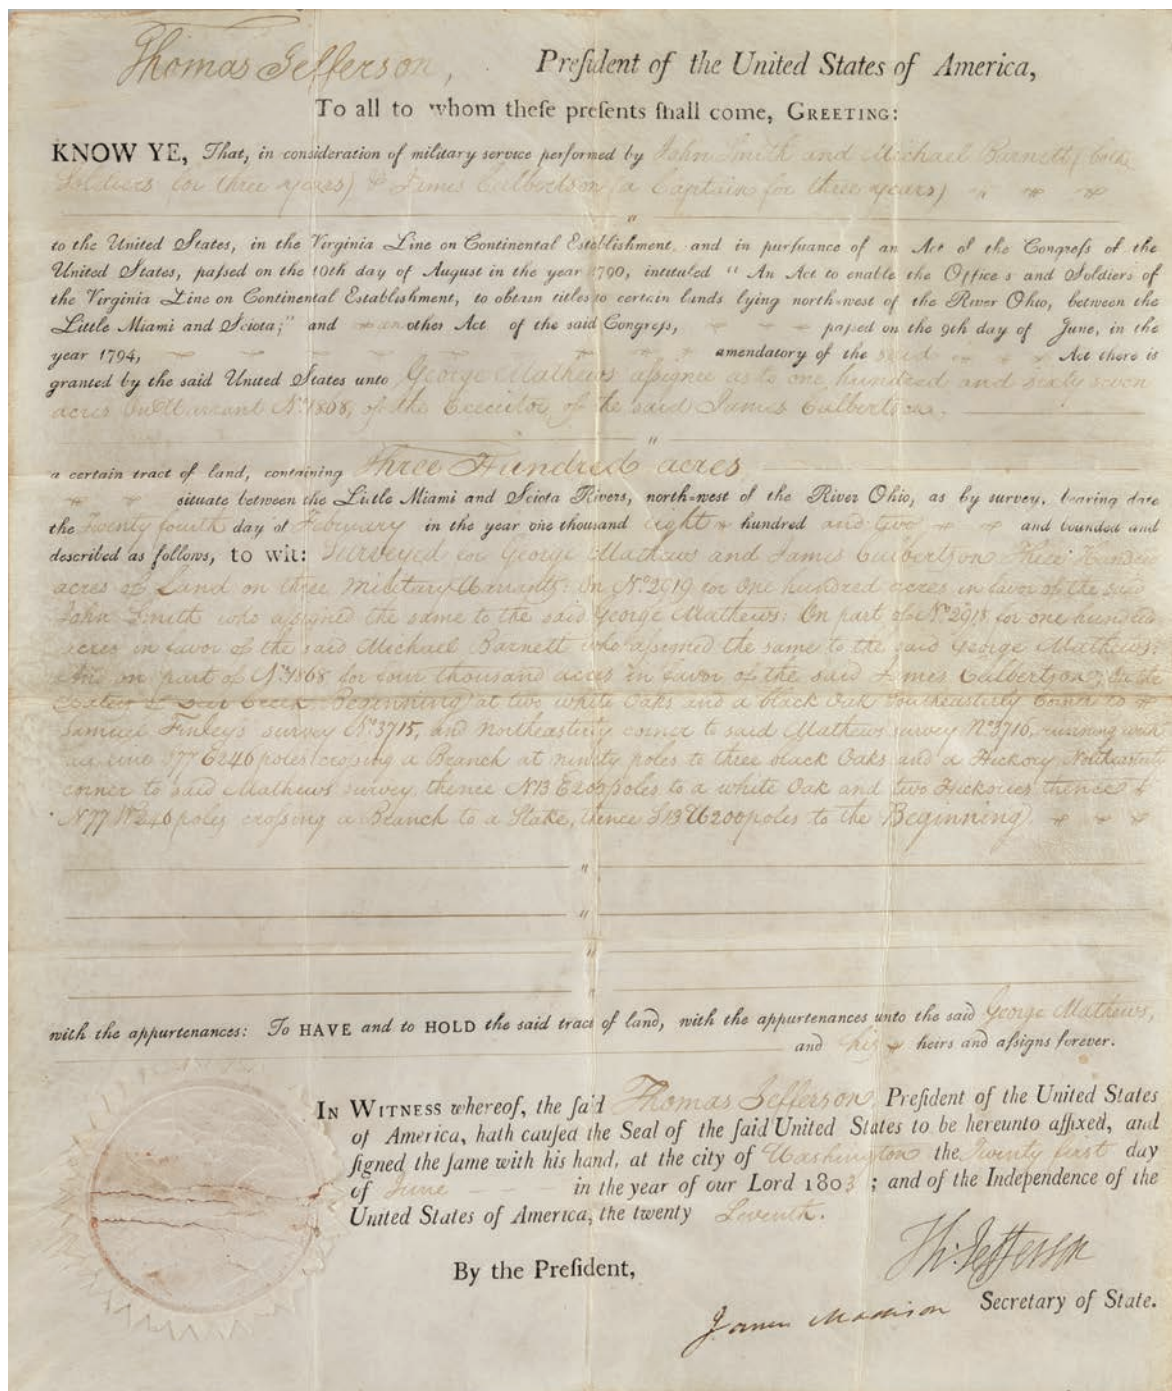 Thomas Jefferson, Preſident of the United States of America,
To all to whom theſe preſents ſhall come, GREETING:
KNOW YE, That, in consideration of military service performed by John Smith and Michael Barnett (both
Soldiers for three years) & James Culbertson (a Captain for three years)
to the United States, in the Virginia Line on Continental Establishment, and in purſuance of an Act of the Congreſs of the
United States, paſsed on the 10th day of August in the year 1790, intituled "An Act to enable the Officers and Soldiers of
the Virginia Line on Continental Establishment, to obtain titles to certain lands lying north-west of the River Ohio, between the
Little Miami and Sciota;" and another Act of the said Congreſs, paſsed on the 9th day of June, in the
year 1794, amendatory of the said Act there is
granted by the said United States unto George Mathews aſsignee as to one hundred and sixty seven
acres On Warrant No. 1868, of the Executor of the said James Culbertson.
a certain tract of land, containing Three Hundred acres
situate between the Little Miami and Sciota Rivers, north-west of the River Ohio, as by survey, bearing date
the Twenty fourth day of February in the year one thousand eight hundred and two and bounded and
described as follows, to wit: Surveyed for George Mathews and James Culbertson Three Hundred
acres of Land on three Military Warrants: On No. 2919 for One hundred acres in favor of the said
John Smith who aſsigned the same to the said George Mathews: On part of No. 2918 for one hundred
acres in favor of the said Michael Barnett who aſsigned the same to the said George Mathews:
And on part of No. 1868 for four thousand acres in favor of the said James Culbertson; On the
Waters of Deer Creek. Beginning at two white Oaks and a black Oak Southeasterly Corner to
Samuel Finley's survey No. 3715, and Northeasterly corner to said Mathews survey No. 3716, running with
his line S77 E240 poles croſsing a Branch at ninety poles to three black Oaks and a Hickory Northeasterly
corner to said Mathews survey, thence N13 E200 poles to a white Oak and two Hickories thence
N77 W240 poles croſsing a Branch to a Stake, thence S13 W200 poles to the Beginning
with the appurtenances: To HAVE and to HOLD the said tract of land, with the appurtenances unto the said George Mathews,
and his heirs and aſsigns forever.
IN WITNESS whereof, the ſaid Thomas Jefferson Preſident of the United States
of America, hath cauſed the Seal of the ſaid United States to be hereunto affixed, and
ſigned the ſame with his hand, at the city of Washington the Twenty first day
of June in the year of our Lord 1803 ; and of the Independence of the
United States of America, the twenty Seventh.
Th: Jefferson
By the Preſident,
James Madison Secretary of State.